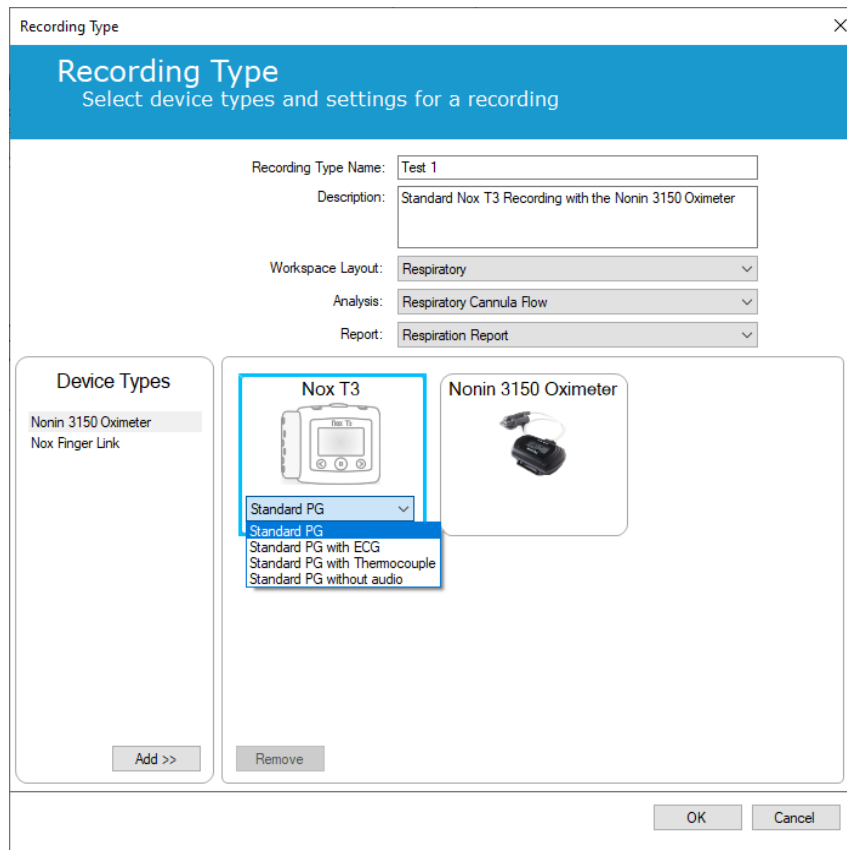 Recording Type
Recording Type
Select device types and settings for a recording
Recording Type Name: Test 1
Description: Standard Nox T3 Recording with the Nonin 3150 Oximeter
Workspace Layout: Respiratory
Analysis: Respiratory Cannula Flow
Report: Respiration Report
Device Types
Nonin 3150 Oximeter
Nox Finger Link
Add >>
Nox T3
Nox T3
Standard PG
Standard PG
Standard PG with ECG
Standard PG with Thermocouple
Standard PG without audio
Nonin 3150 Oximeter
Remove
OK Cancel